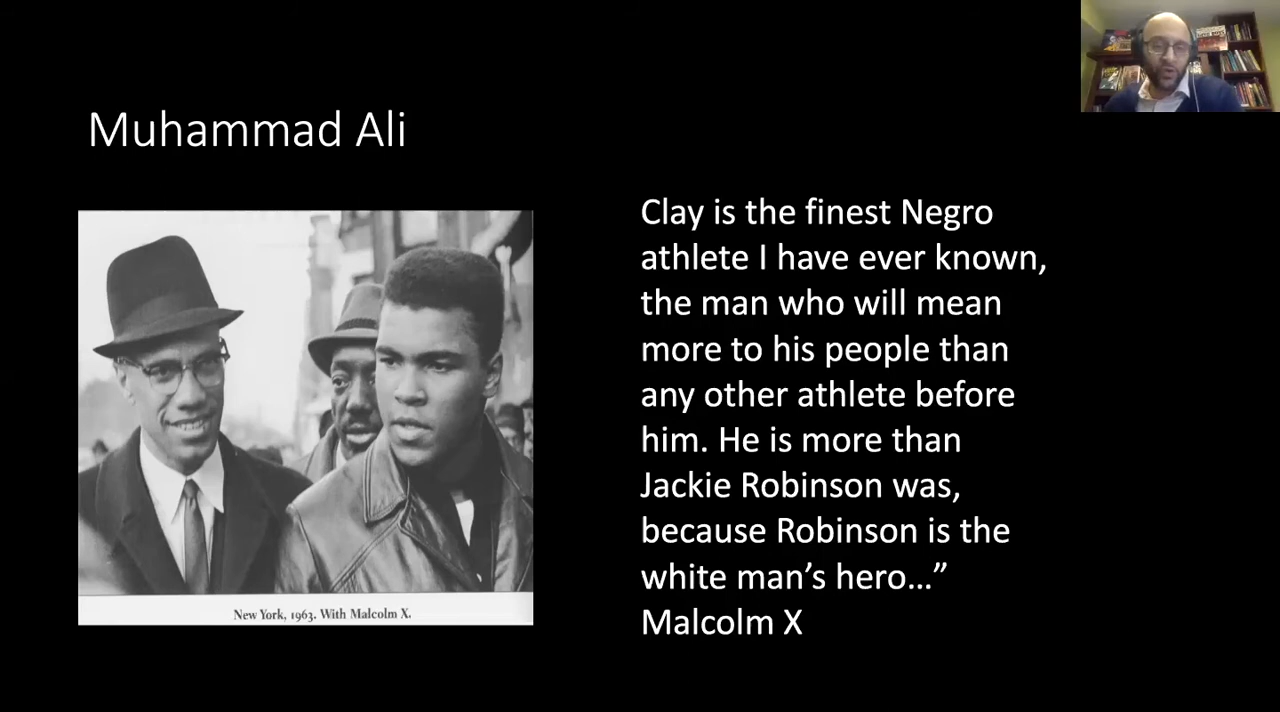 Muhammad Ali
New York, 1963. With Malcolm X.
Clay is the finest Negro
athlete I have ever known,
the man who will mean
more to his people than
any other athlete before
him. He is more than
Jackie Robinson was,
because Robinson is the
white man’s hero…”
Malcolm X